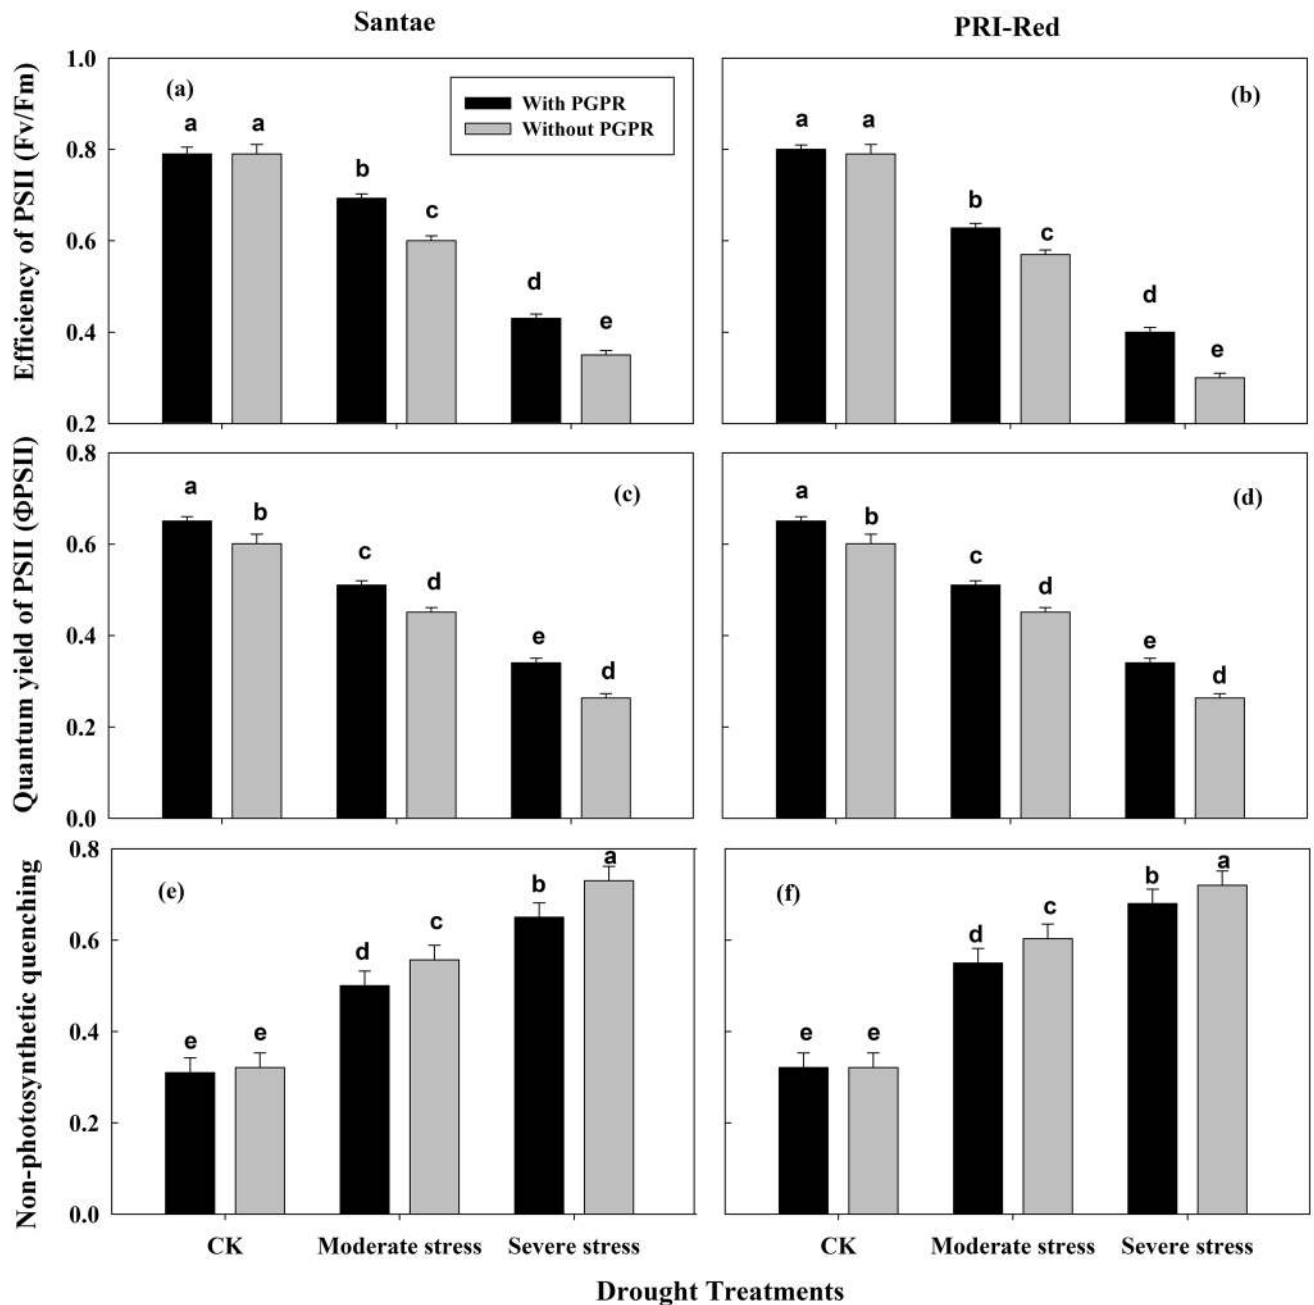 Santae
PRI-Red
Efficiency of PSII (Fv/Fm)
1.0
0.8
0.6
0.4
0.2
(a)
With PGPR
Without PGPR
a
a
b
c
d
e
(b)
a
a
b
c
d
e
Quantum yield of PSII (ΦPSII)
0.8
0.6
0.4
0.2
0.0
(c)
a
b
c
d
e
d
(d)
a
b
c
d
e
d
Non-photosynthetic quenching
0.8
0.6
0.4
0.2
0.0
(e)
e
e
d
c
b
a
(f)
e
e
d
c
b
a
CK
Moderate stress
Severe stress
CK
Moderate stress
Severe stress
Drought Treatments